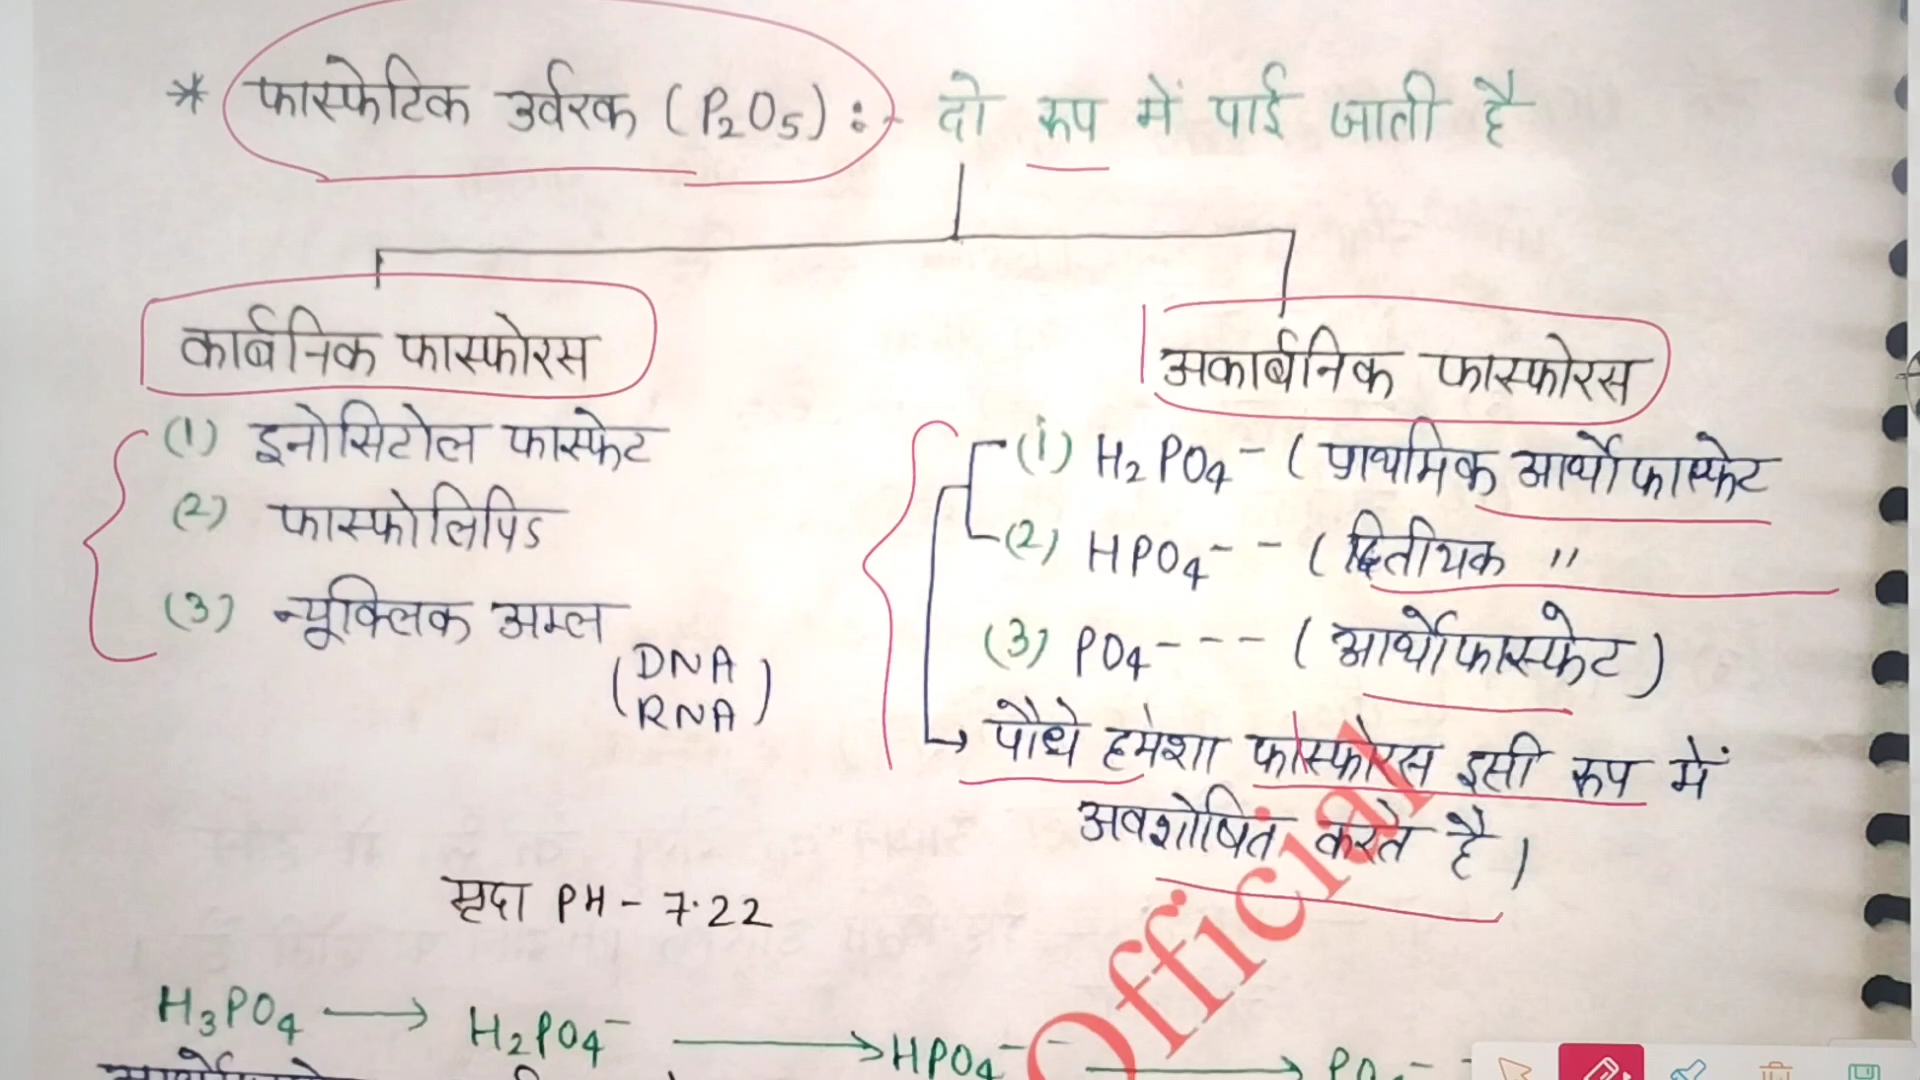 * फास्फेटिक उर्वरक (P₂O₅) :- दो रूप में पाई जाती है
कार्बनिक फास्फोरस
(1) इनोसिटोल फास्फेट
(2) फास्फोलिपिड
(3) न्यूक्लिक अम्ल
(DNA
RNA)
अकार्बनिक फास्फोरस
(1) H₂PO₄⁻ (प्राथमिक आर्थोफास्फेट
(2) HPO₄⁻⁻ (द्वितीयक "
(3) PO₄⁻⁻⁻ (आर्थोफास्फेट)
→ पौधे हमेशा फास्फोरस इसी रूप में
अवशोषित करते है।
मृदा PH - 7.22
H₃PO₄ → H₂PO₄⁻ → HPO₄⁻⁻ →
Official